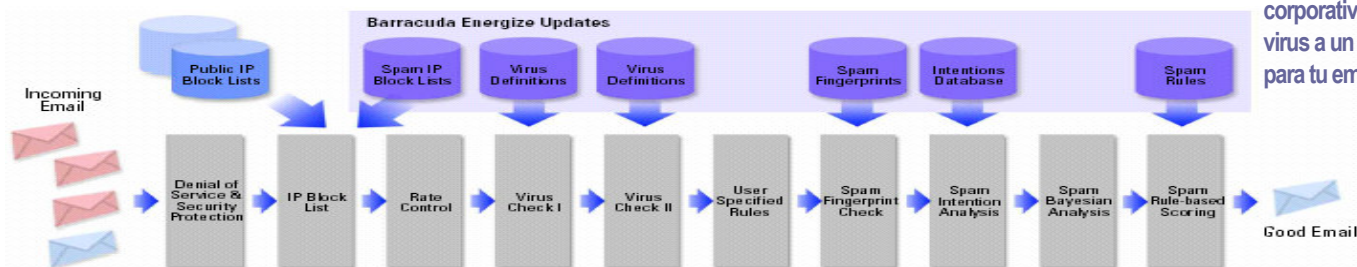 Barracuda Energize Updates
corporativ
virus a un
para tu em
Public IP
Block Lists
Spam IP
Block Lists
Virus
Definitions
Virus
Definitions
Spam
Fingerprints
Intentions
Database
Spam
Rules
Incoming
Email
Denial of
Service &
Security
Protection
IP Block
List
Rate
Control
Virus
Check I
Virus
Check II
User
Specified
Rules
Spam
Fingerprint
Check
Spam
Intention
Analysis
Spam
Bayesian
Analysis
Spam
Rule-based
Scoring
Good Email